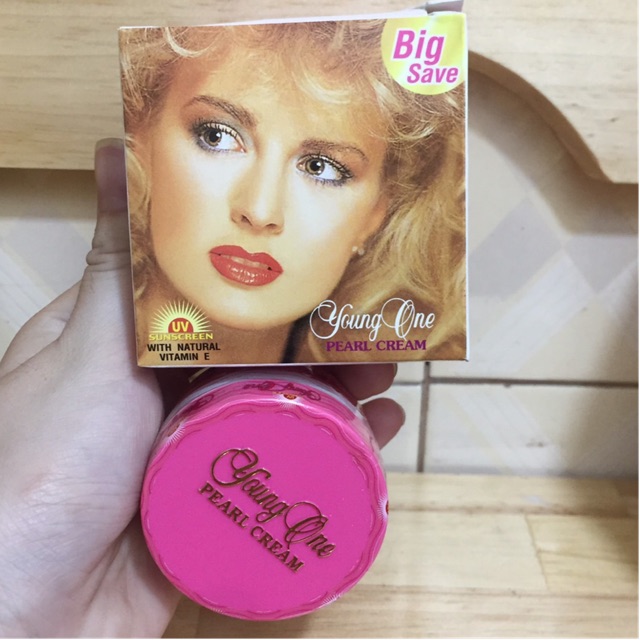 Big
Save
Young One
PEARL CREAM
UV
SUNSCREEN
WITH NATURAL
VITAMIN E
Young One
PEARL CREAM